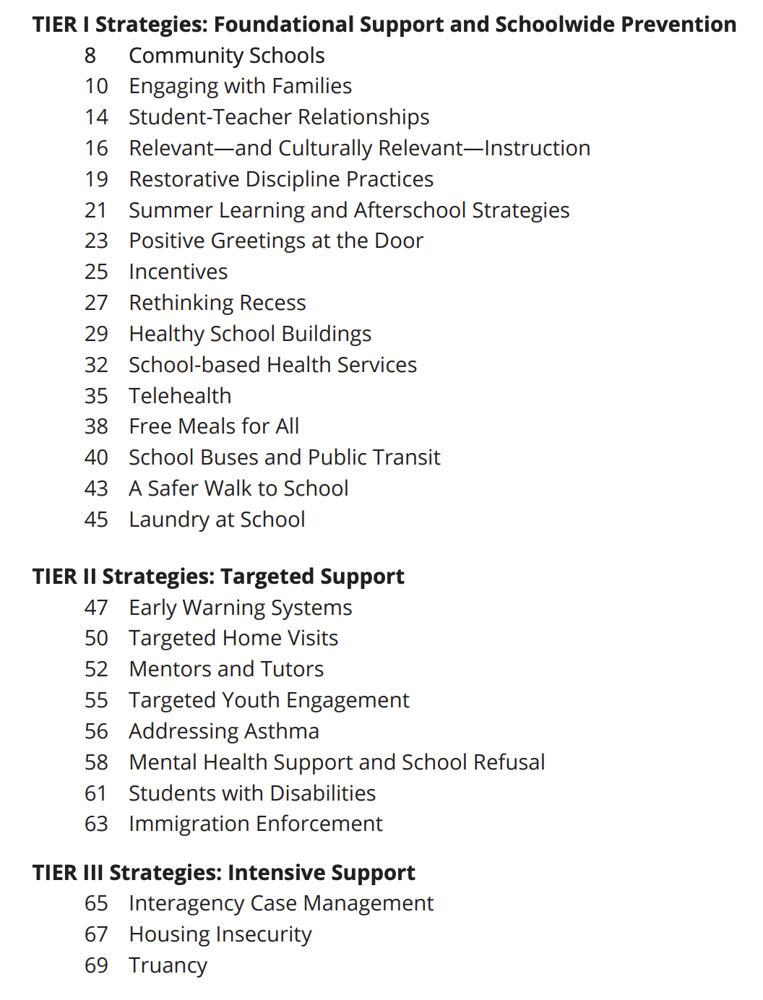 TIER I Strategies: Foundational Support and Schoolwide Prevention
8 Community Schools
10 Engaging with Families
14 Student-Teacher Relationships
16 Relevant—and Culturally Relevant—Instruction
19 Restorative Discipline Practices
21 Summer Learning and Afterschool Strategies
23 Positive Greetings at the Door
25 Incentives
27 Rethinking Recess
29 Healthy School Buildings
32 School-based Health Services
35 Telehealth
38 Free Meals for All
40 School Buses and Public Transit
43 A Safer Walk to School
45 Laundry at School
TIER II Strategies: Targeted Support
47 Early Warning Systems
50 Targeted Home Visits
52 Mentors and Tutors
55 Targeted Youth Engagement
56 Addressing Asthma
58 Mental Health Support and School Refusal
61 Students with Disabilities
63 Immigration Enforcement
TIER III Strategies: Intensive Support
65 Interagency Case Management
67 Housing Insecurity
69 Truancy